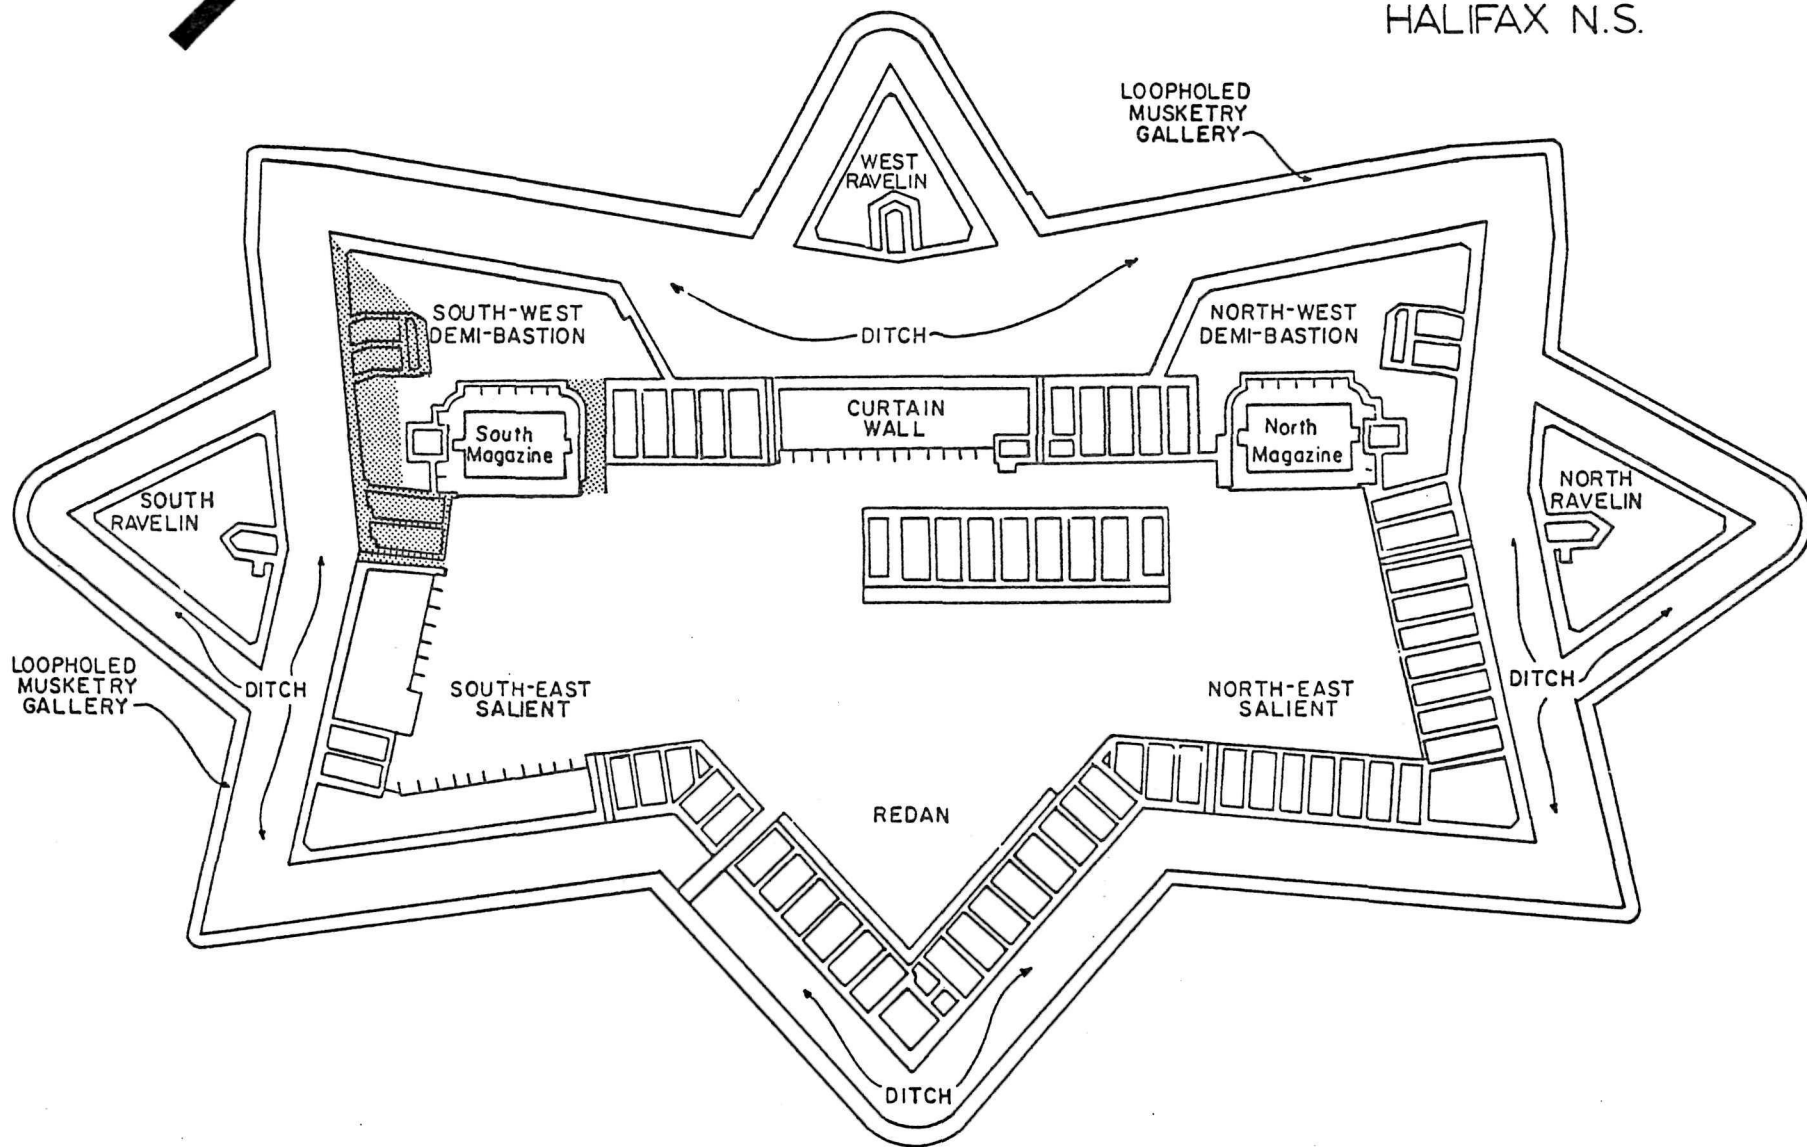 HALIFAX N.S.
LOOPHOLED
MUSKETRY
GALLERY
WEST
RAVELIN
SOUTH-WEST
DEMI-BASTION
DITCH
NORTH-WEST
DEMI-BASTION
CURTAIN
WALL
South
Magazine
North
Magazine
SOUTH
RAVELIN
NORTH
RAVELIN
LOOPHOLED
MUSKETRY
GALLERY
DITCH
SOUTH-EAST
SALIENT
NORTH-EAST
SALIENT
DITCH
REDAN
DITCH